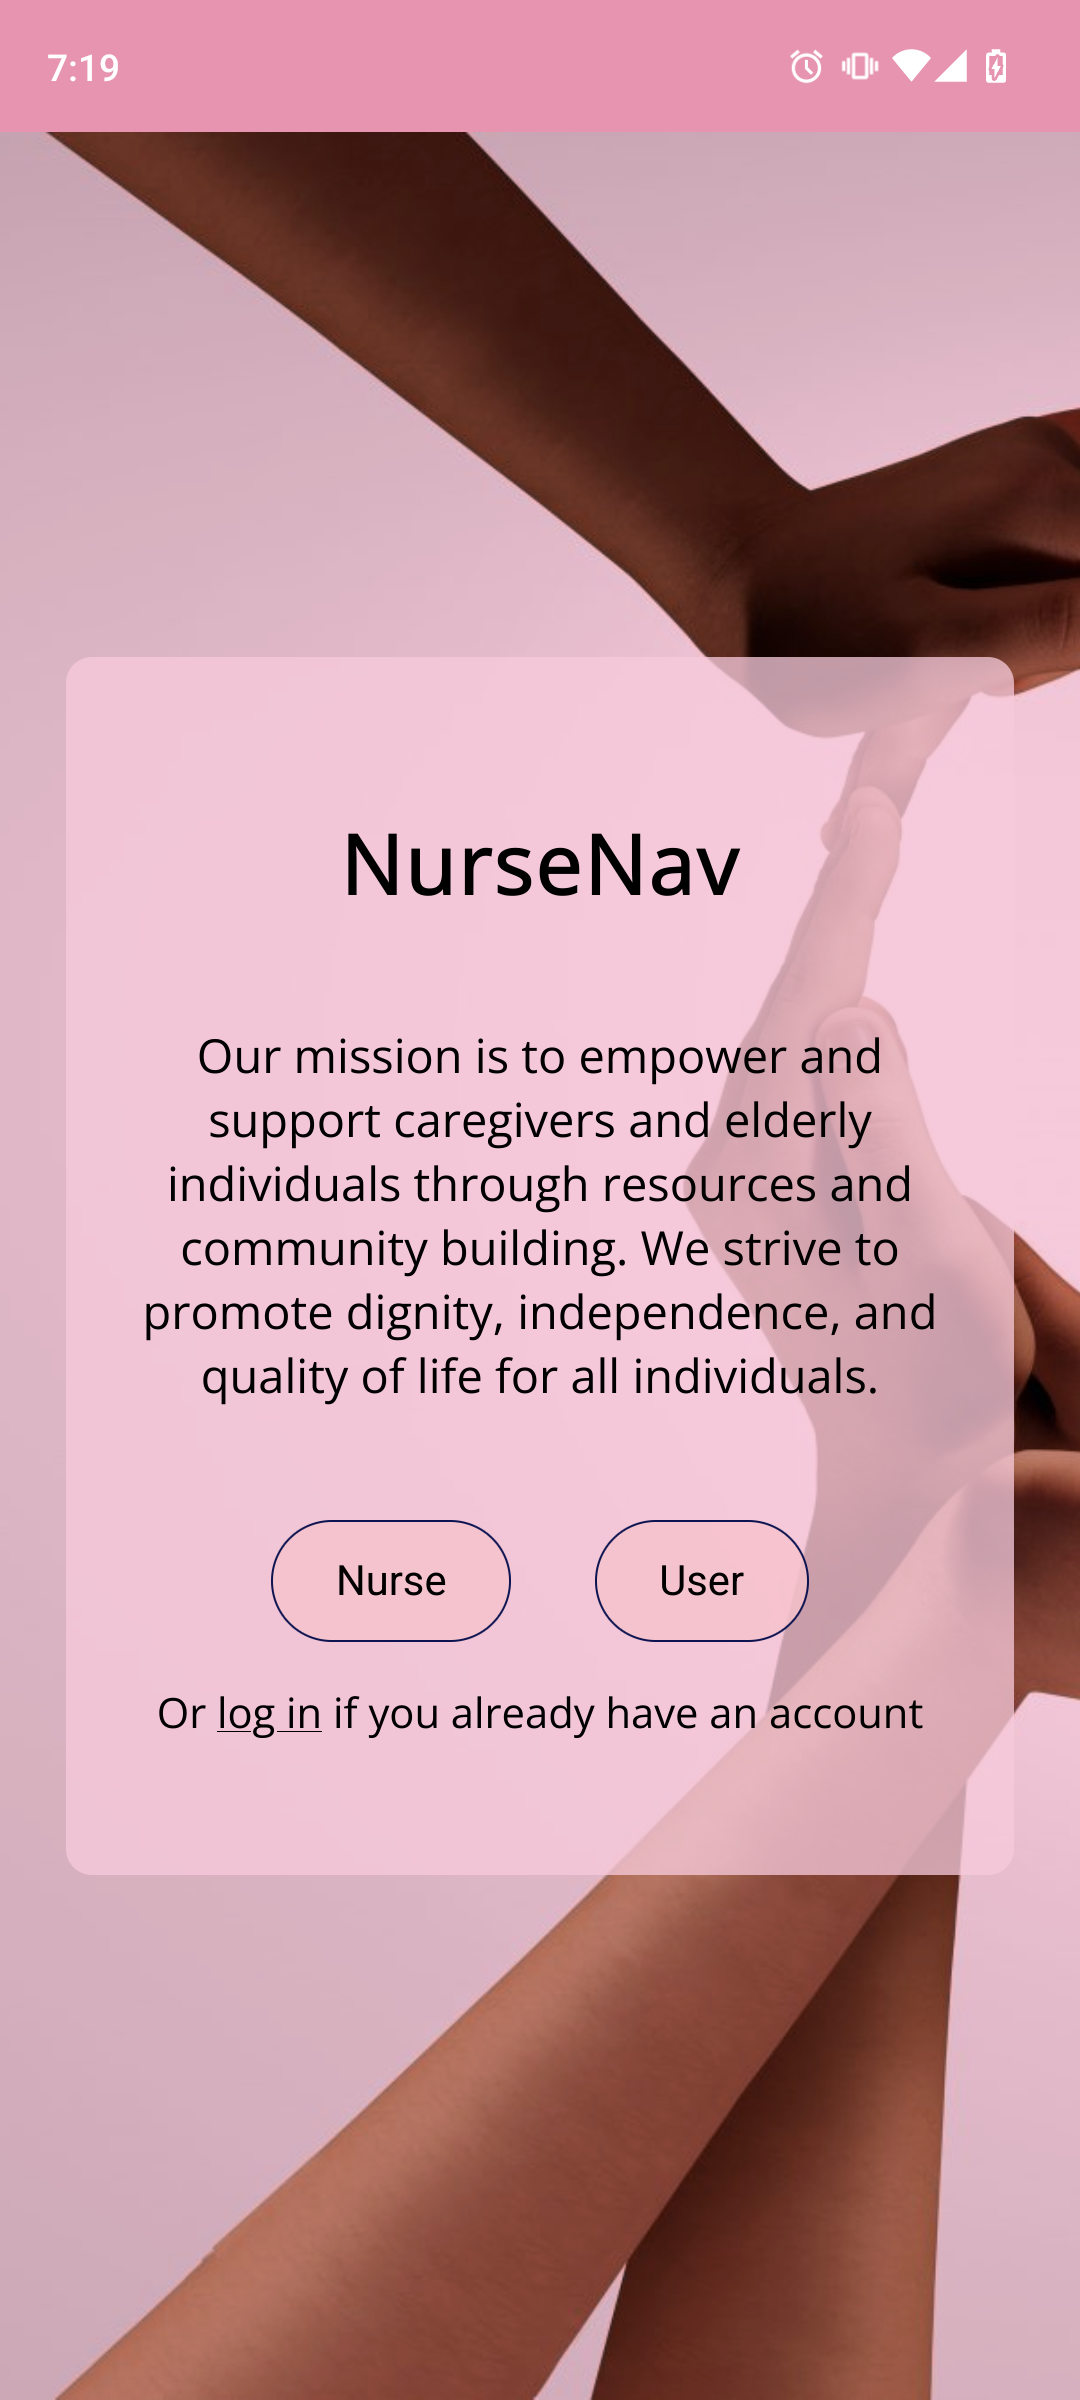 7:19
NurseNav
Our mission is to empower and
support caregivers and elderly
individuals through resources and
community building. We strive to
promote dignity, independence, and
quality of life for all individuals.
Nurse
User
Or log in if you already have an account